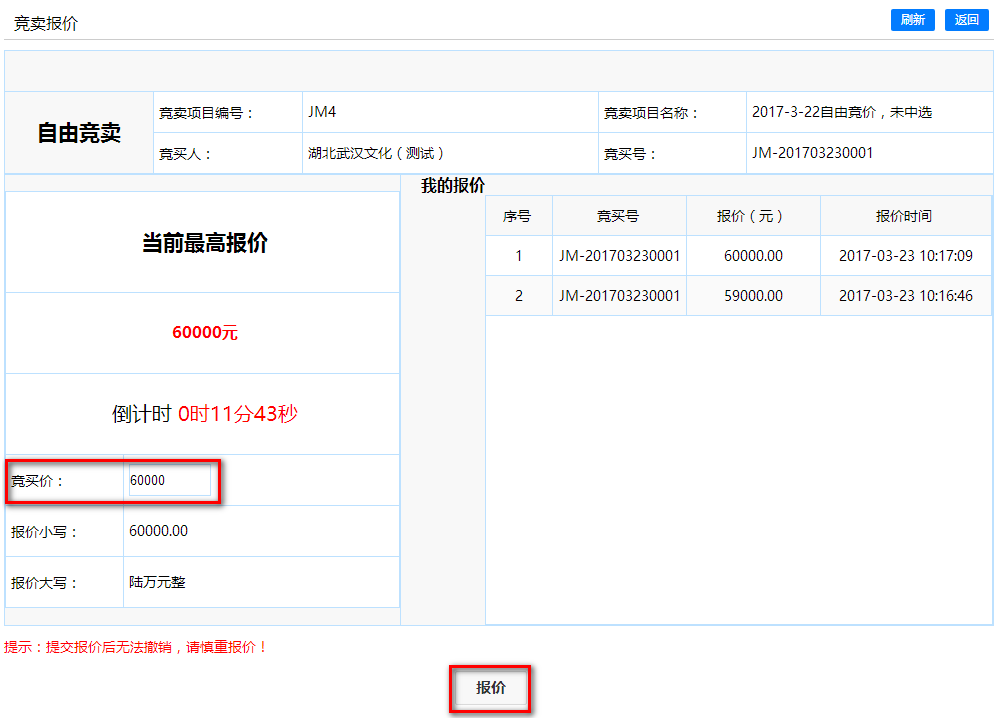 竞卖报价
刷新 返回
自由竞卖
竞卖项目编号： JM4 竞卖项目名称： 2017-3-22自由竞价，未中选
竞买人： 湖北武汉文化（测试） 竞买号： JM-201703230001
我的报价
当前最高报价
60000元
倒计时 0时11分43秒
竞买价： 60000
报价小写： 60000.00
报价大写： 陆万元整
序号 竞买号 报价（元） 报价时间
1 JM-201703230001 60000.00 2017-03-23 10:17:09
2 JM-201703230001 59000.00 2017-03-23 10:16:46
提示：提交报价后无法撤销，请慎重报价！
报价